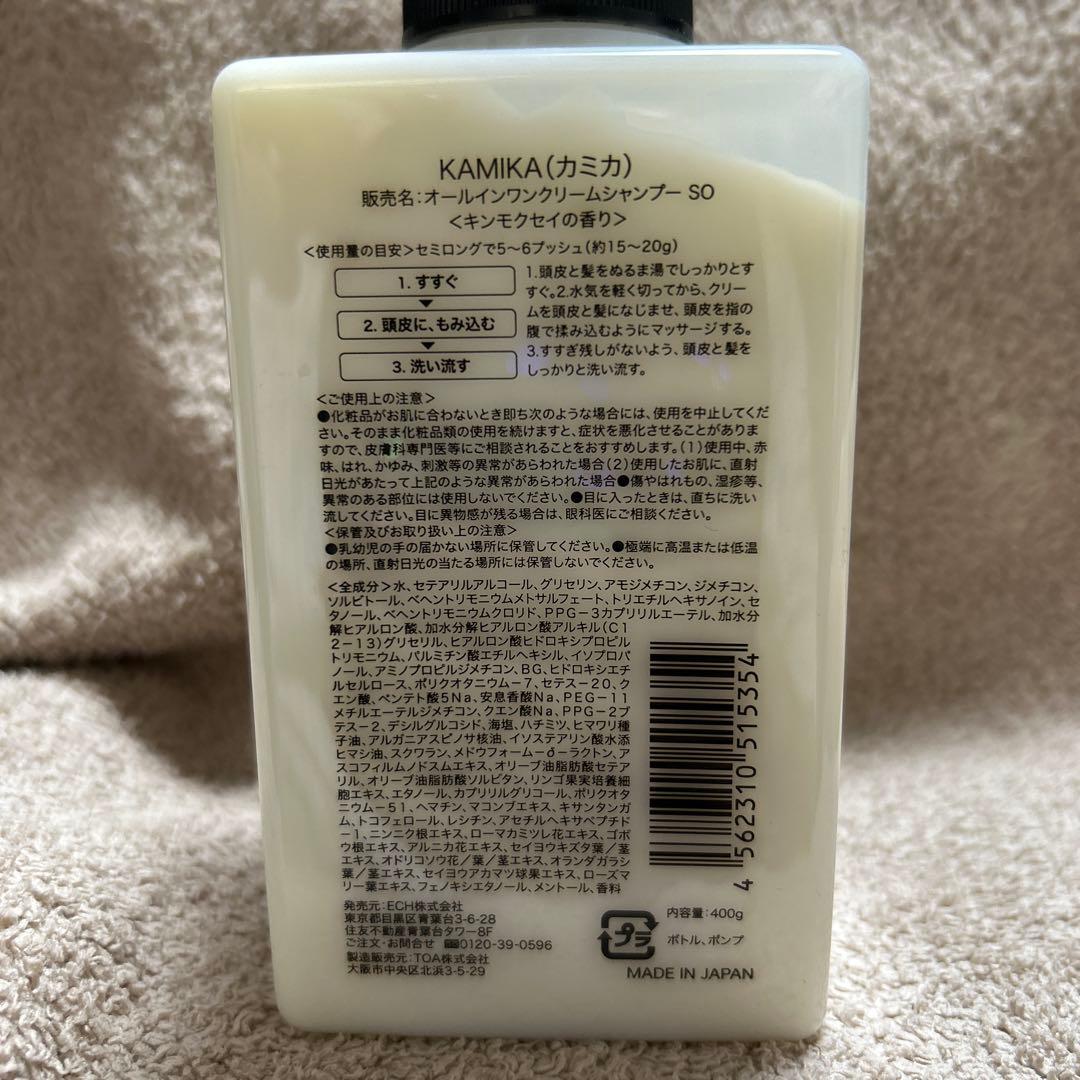 KAMIKA(カミカ)
販売名:オールインワンクリームシャンプー SO
<キンモクセイの香り>
<使用量の目安>セミロングで5〜6プッシュ(約15〜20g)
1. すすぐ
2. 頭皮に、もみ込む
3. 洗い流す
1.頭皮と髪をぬるま湯でしっかりとす
すぐ。2.水気を軽く切ってから、クリー
ムを頭皮と髪になじませ、頭皮を指の
腹で揉み込むようにマッサージする。
3.すすぎ残しがないよう、頭皮と髪を
しっかりと洗い流す。
<ご使用上の注意>
●化粧品がお肌に合わないとき即ち次のような場合には、使用を中止してくだ
さい。そのまま化粧品類の使用を続けますと、症状を悪化させることがありま
すので、皮膚科専門医等にご相談されることをおすすめします。(1)使用中、赤
味、はれ、かゆみ、刺激等の異常があらわれた場合(2)使用したお肌に、直射
日光があたって上記のような異常があらわれた場合●傷やはれもの、湿疹等、
異常のある部位には使用しないでください。●目に入ったときは、直ちに洗い
流してください。目に異物感が残る場合は、眼科医にご相談ください。
<保管及びお取り扱い上の注意>
●乳幼児の手の届かない場所に保管してください。●極端に高温または低温
の場所、直射日光の当たる場所には保管しないでください。
<全成分>水、セテアリルアルコール、グリセリン、アモジメチコン、ジメチコン、
ソルビトール、ベヘントリモニウムメトサルフェート、トリエチルヘキサノイン、セ
タノール、ベヘントリモニウムクロリド、PPG-3カプリリルエーテル、加水分
解ヒアルロン酸、加水分解ヒアルロン酸アルキル(C1
2-13)グリセリル、ヒアルロン酸ヒドロキシプロピル
トリモニウム、パルミチン酸エチルヘキシル、イソプロパ
ノール、アミノプロピルジメチコン、BG、ヒドロキシエチ
ルセルロース、ポリクオタニウム-7、セテス-20、ク
エン酸、ペンテト酸5Na、安息香酸Na、PEG-11
メチルエーテルジメチコン、クエン酸Na、PPG-2プ
テス-2、デシルグルコシド、海塩、ハチミツ、ヒマワリ種
子油、アルガニアスピノサ核油、イソステアリン酸水添
ヒマシ油、スクワラン、メドウフォーム-δ-ラクトン、ア
スコフィルムノドスムエキス、オリーブ油脂肪酸セテア
リル、オリーブ油脂肪酸ソルビタン、リンゴ果実培養細
胞エキス、エタノール、カプリリルグリコール、ポリクオタ
ニウム-51、ヘマチン、マコンブエキス、キサンタンガ
ム、トコフェロール、レシチン、アセチルヘキサペプチド
-1、ニンニク根エキス、ローマカミツレ花エキス、ゴボ
ウ根エキス、アルニカ花エキス、セイヨウキズタ葉/茎
エキス、オドリコソウ花/葉/茎エキス、オランダガラシ
葉/茎エキス、セイヨウアカマツ球果エキス、ローズマ
リー葉エキス、フェノキシエタノール、メントール、香料
4 562310 515354
発売元:ECH株式会社
東京都目黒区青葉台3-6-28
住友不動産青葉台タワー8F
ご注文・お問合せ 0120-39-0596
製造販売元:TOA株式会社
大阪市中央区北浜3-5-29
プラ
内容量:400g
ボトル、ポンプ
MADE IN JAPAN